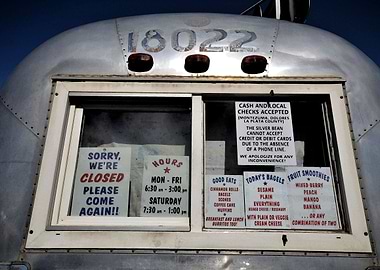 18022
CASH AND LOCAL
CHECKS ACCEPTED
[MONTEZUMA, DOLORES
LA PLATA COUNTY]
THE SILVER BEAN
CANNOT ACCEPT
CREDIT OR DEBIT CARDS
DUE TO THE ABSENCE
OF A PHONE LINE.
WE APOLOGIZE FOR ANY
INCONVENIENCE!
SORRY,
WE'RE
CLOSED
PLEASE
COME
AGAIN!!
HOURS
MON - FRI
6:30 AM - 3:00 PM
SATURDAY
7:30 AM - 1:00 PM
GOOD EATS
CINNAMON ROLLS
BAGELS
SCONES
COFFEE CAKE
MUFFINS
BREAKFAST AND LUNCH
BURRITOS TOO!
TODAY'S BAGELS
SESAME
PLAIN
EVERYTHING
WITH PLAIN OR VEGGIE
CREAM CHEESE
FRUIT SMOOTHIES
MIXED BERRY
PEACH
MANGO
BANANA
... OR ANY
COMBINATION OF 2